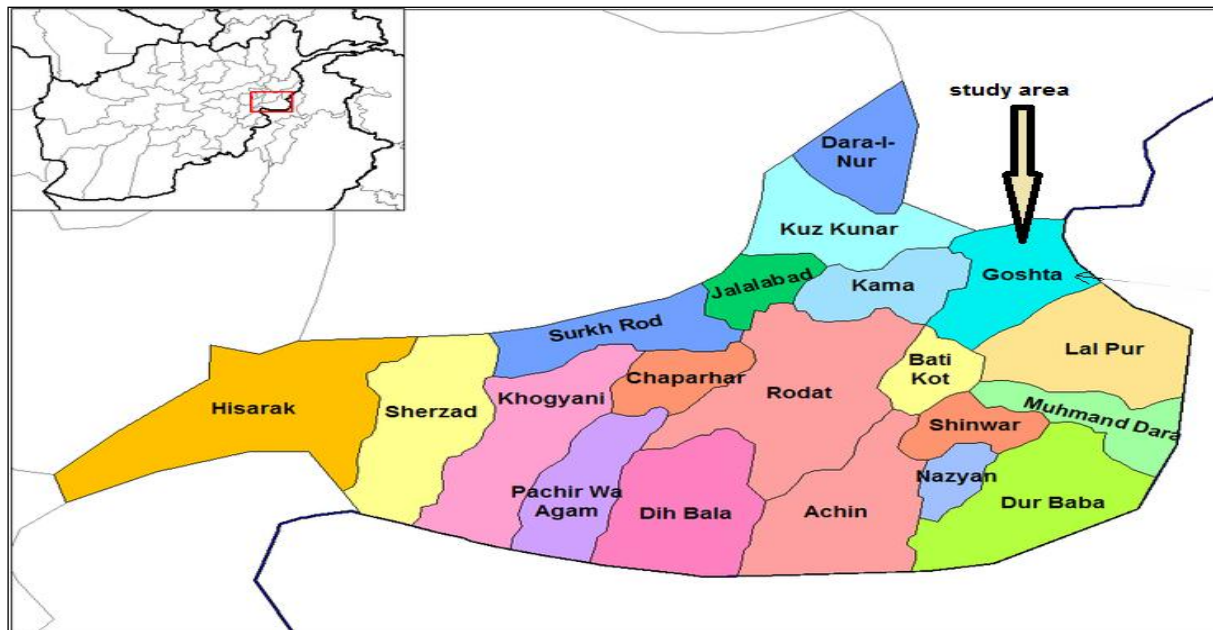 study area
Dara-I-
Nur
Kuz Kunar
Goshta
Jalalabad
Kama
Surkh Rod
Lal Pur
Bati
Kot
Chaparhar
Rodat
Khogyani
Hisarak
Sherzad
Muhmand Dara
Shinwar
Nazyan
Pachir Wa
Agam
Dih Bala
Achin
Dur Baba